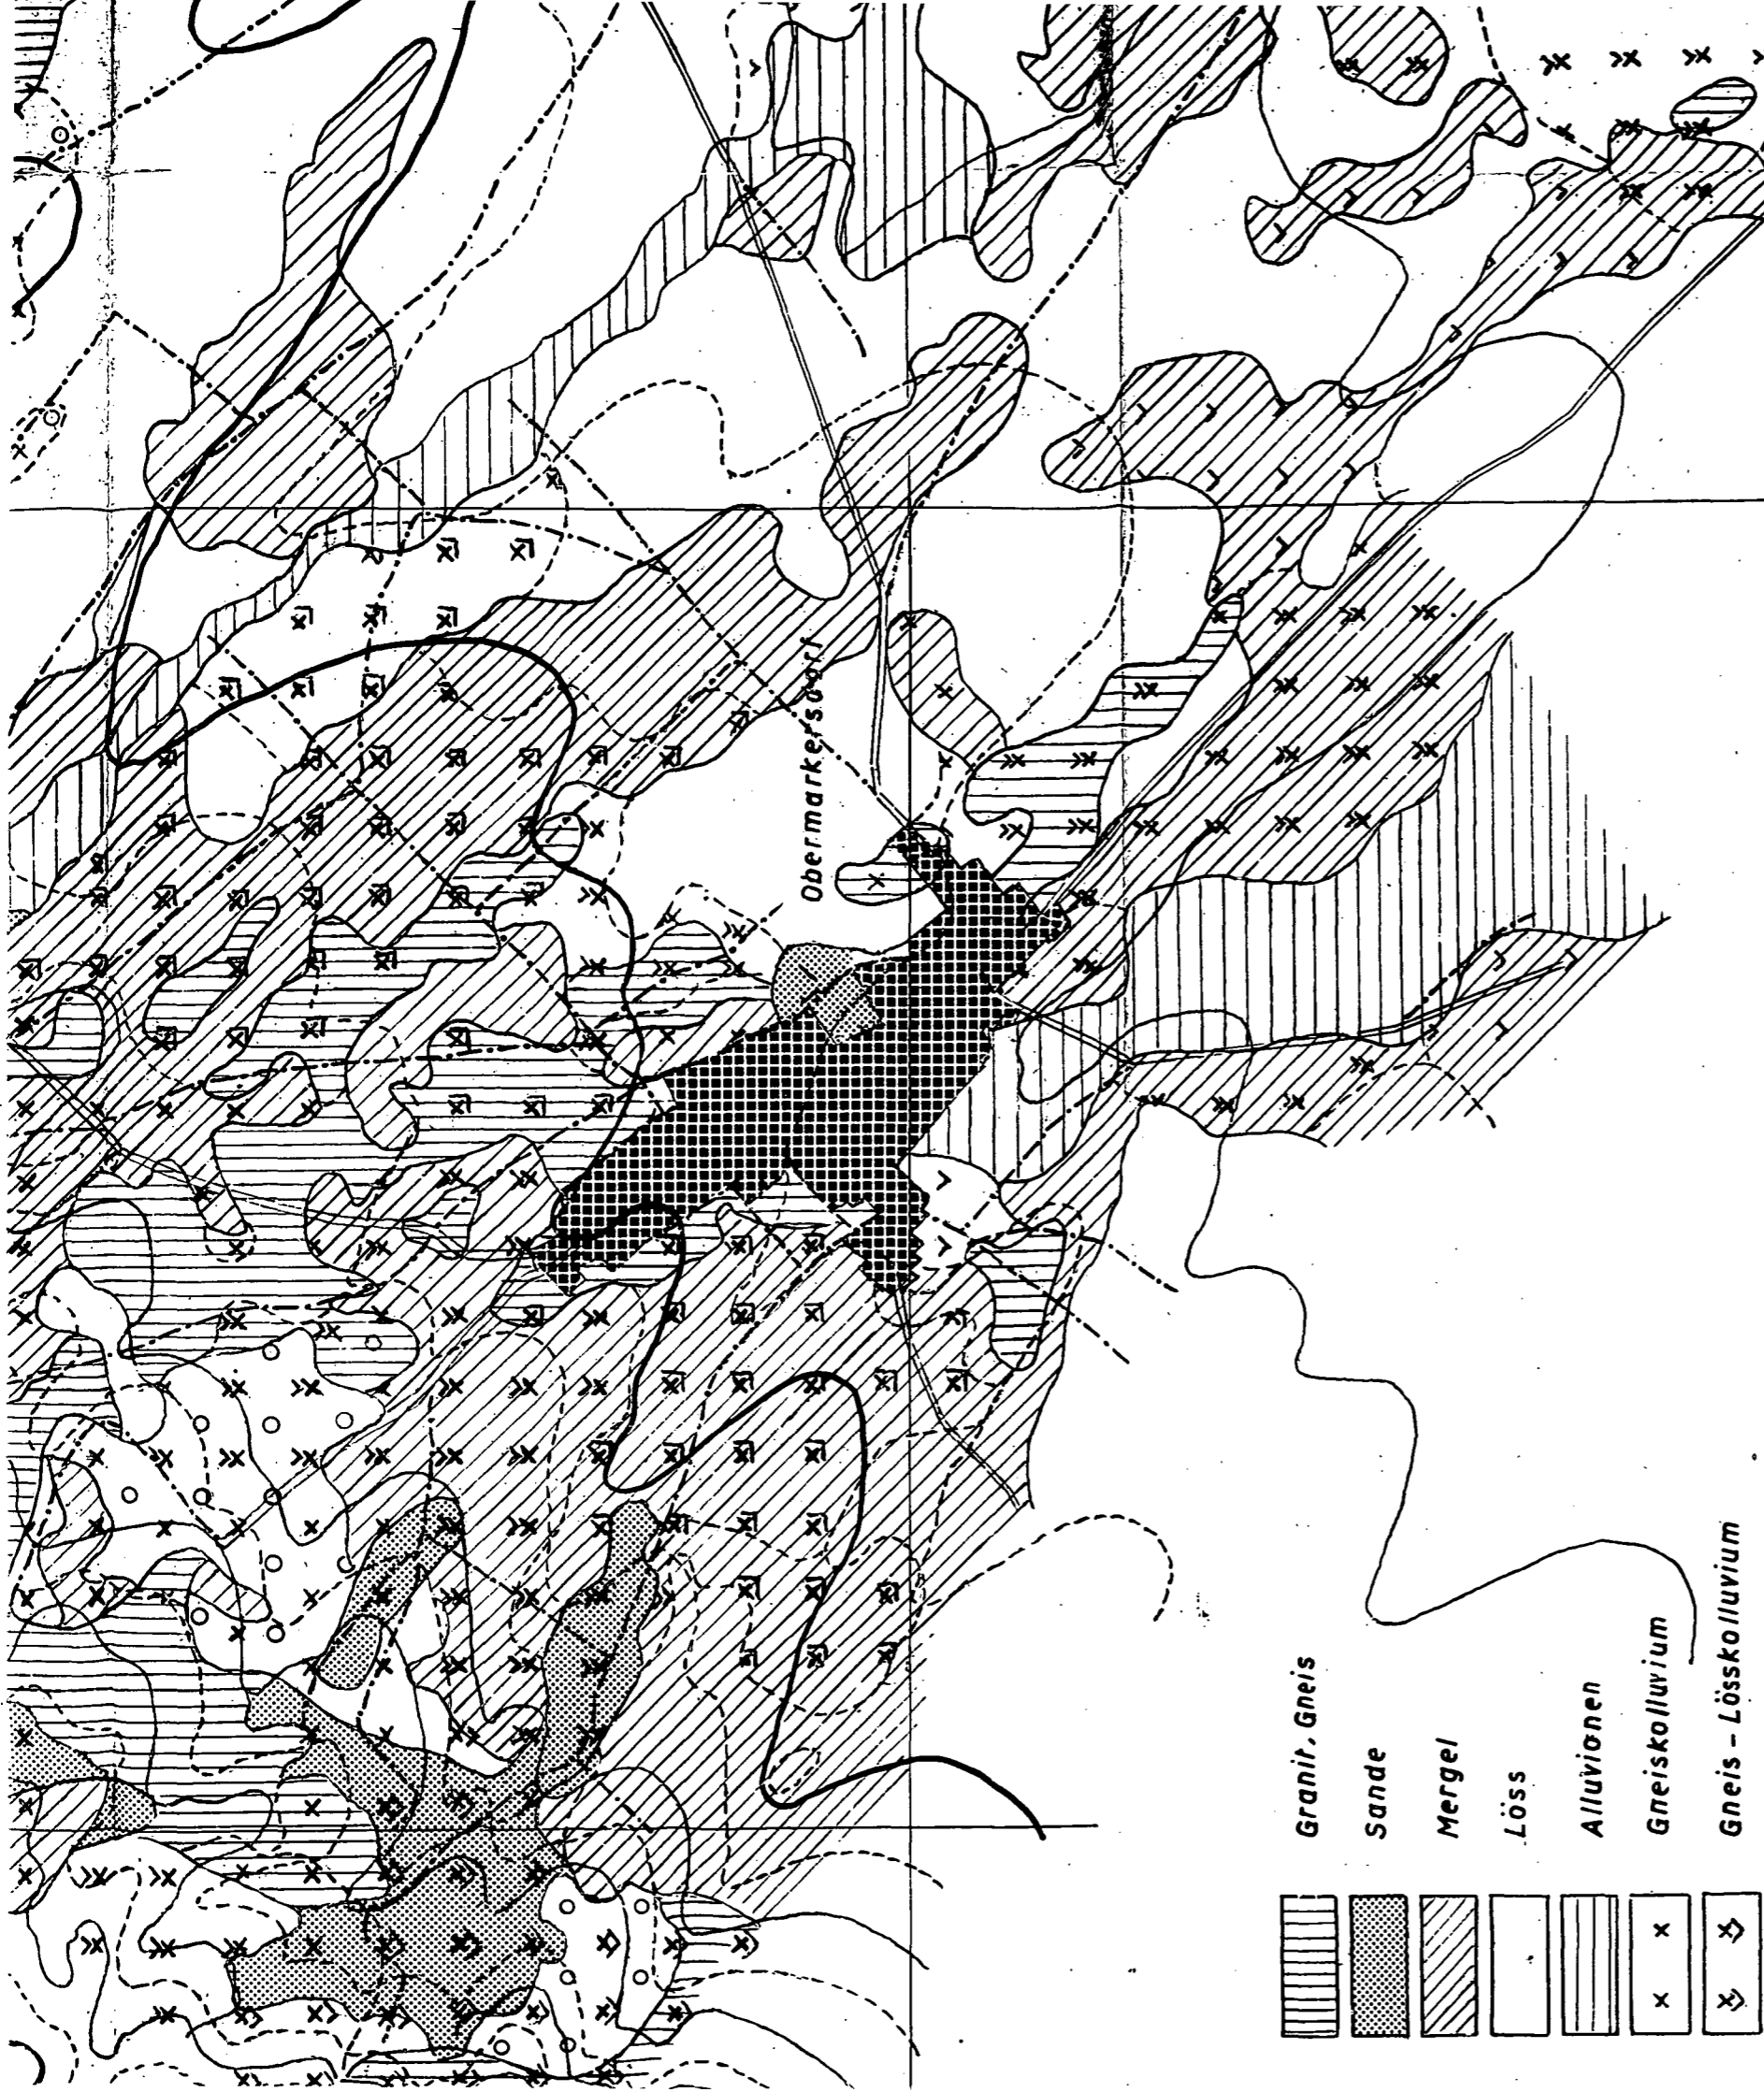 Obermarkersdorf
Granit, Gneis
Sande
Mergel
Löss
Alluvionen
Gneiskolluvium
Gneis - Lösskolluvium